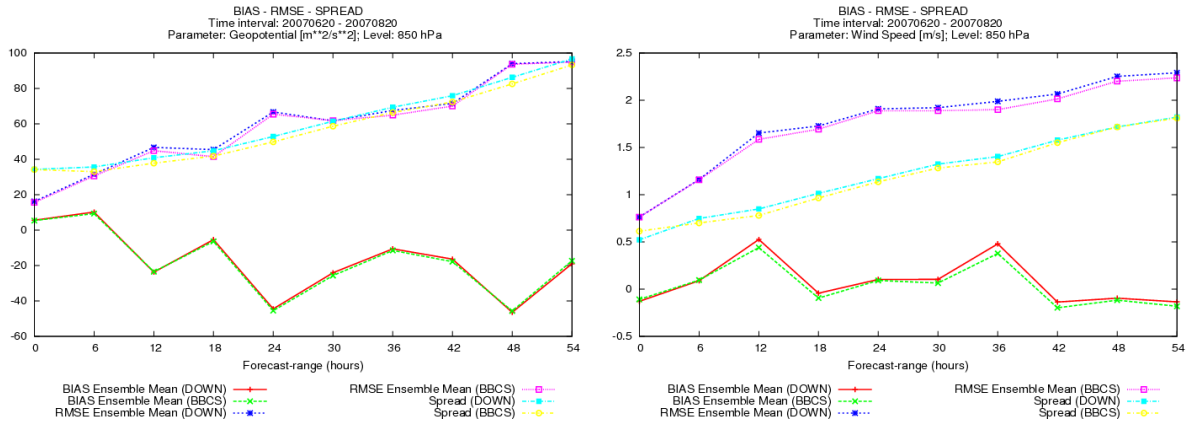 BIAS - RMSE - SPREAD
Time interval: 20070620 - 20070820
Parameter: Geopotential [m**2/s**2]; Level: 850 hPa
100
80
60
40
20
0
-20
-40
-60
0 6 12 18 24 30 36 42 48 54
Forecast-range (hours)
BIAS Ensemble Mean (DOWN)
BIAS Ensemble Mean (BBCS)
RMSE Ensemble Mean (DOWN)
RMSE Ensemble Mean (BBCS)
Spread (DOWN)
Spread (BBCS)
BIAS - RMSE - SPREAD
Time interval: 20070620 - 20070820
Parameter: Wind Speed [m/s]; Level: 850 hPa
2.5
2
1.5
1
0.5
0
-0.5
0 6 12 18 24 30 36 42 48 54
Forecast-range (hours)
BIAS Ensemble Mean (DOWN)
BIAS Ensemble Mean (BBCS)
RMSE Ensemble Mean (DOWN)
RMSE Ensemble Mean (BBCS)
Spread (DOWN)
Spread (BBCS)